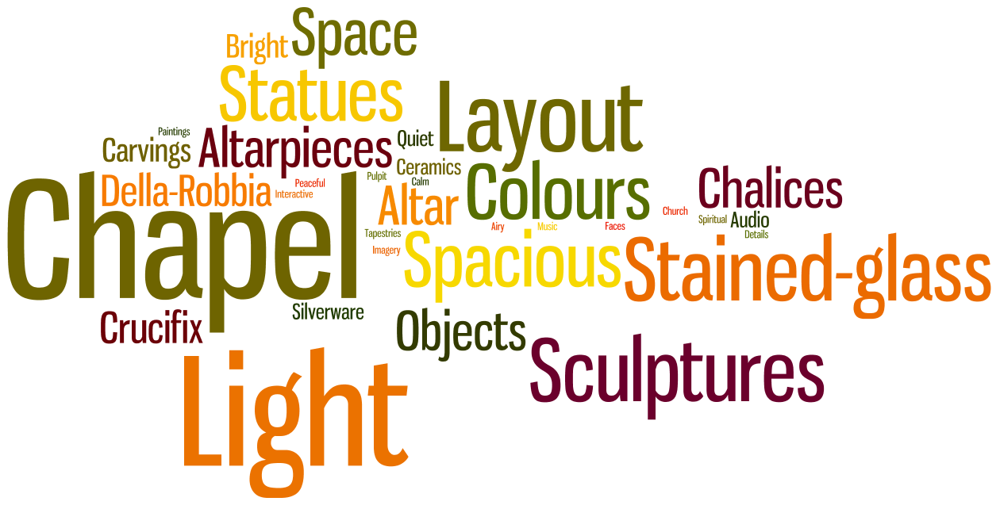 Space
Bright
Statues
Layout
Paintings
Altarpieces
Quiet
Carvings
Ceramics
Pulpit
Calm
Colours
Chalices
Della-Robbia
Peaceful
Interactive
Altar
Chapel
Church
Spiritual
Audio
Details
Airy
Music
Faces
Tapestries
Imagery
Spacious
Stained-glass
Silverware
Crucifix
Objects
Sculptures
Light